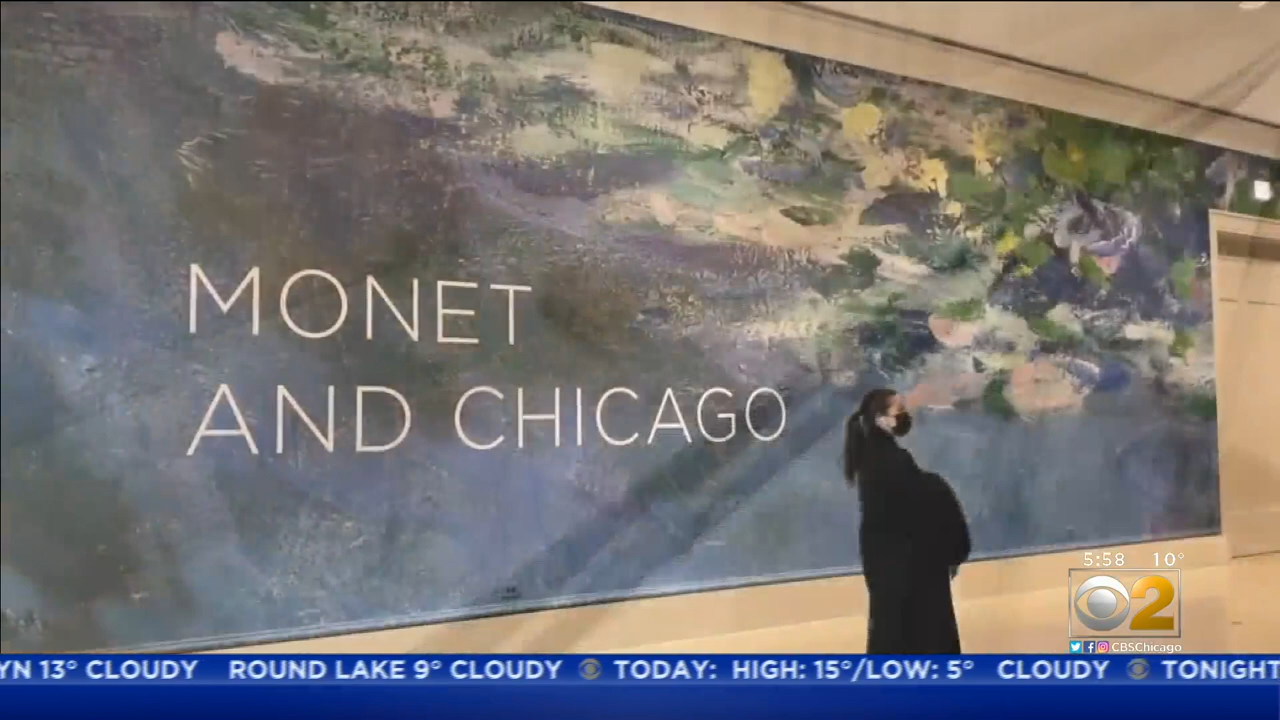 MONET
AND CHICAGO
5:58 10°
2
CBSChicago
YN 13° CLOUDY ROUND LAKE 9° CLOUDY TODAY: HIGH: 15°/LOW: 5° CLOUDY TONIGHT